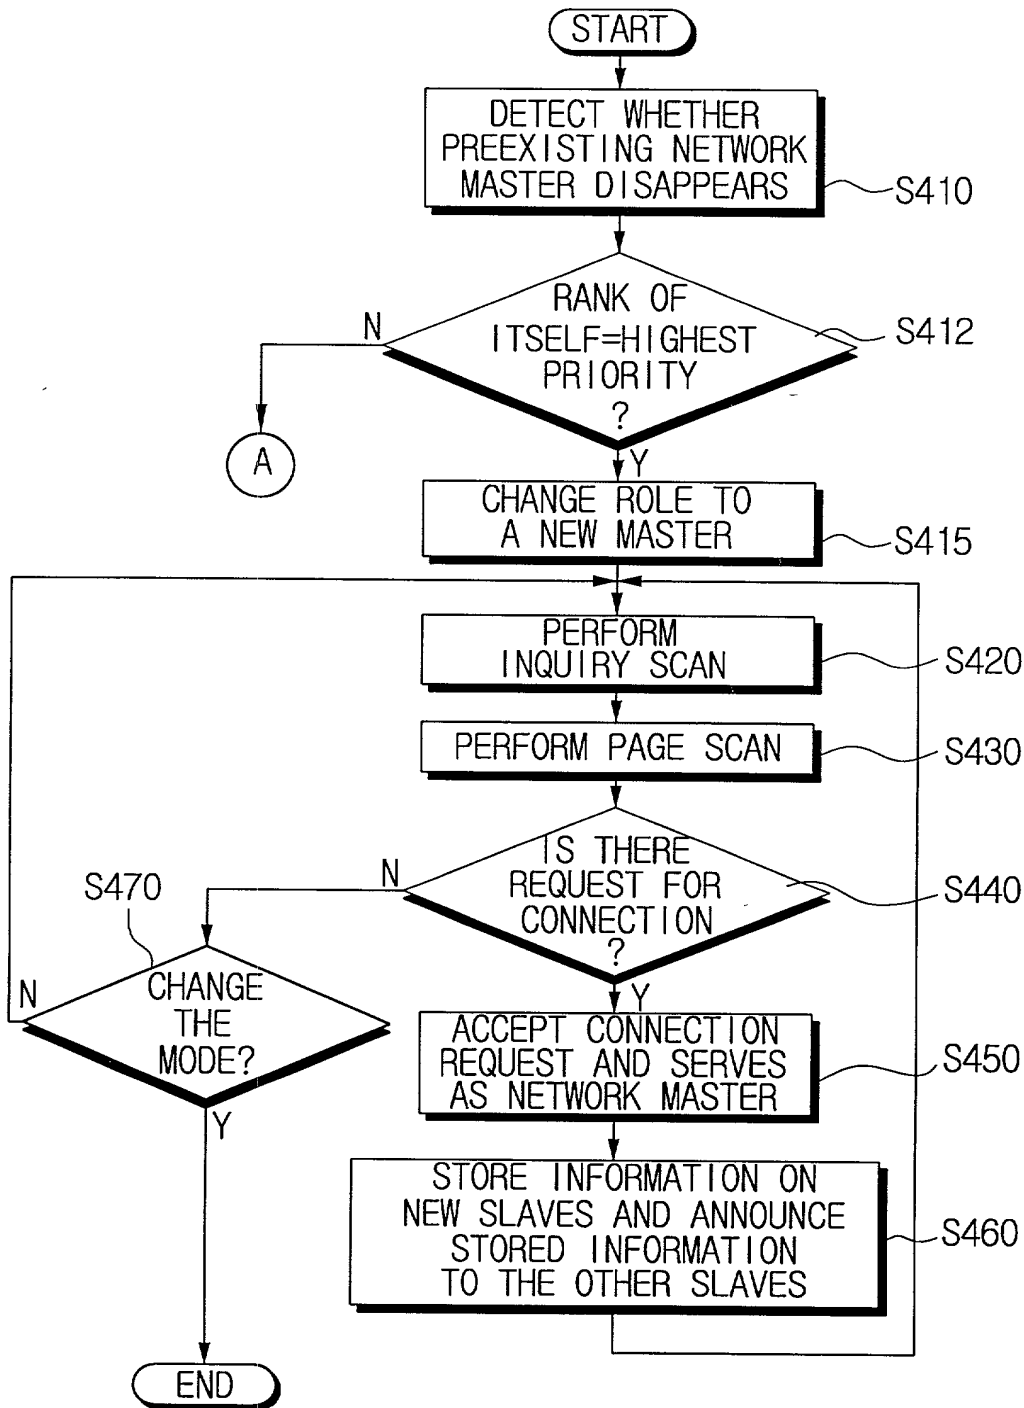 START
DETECT WHETHER
PREEXISTING NETWORK
MASTER DISAPPEARS
S410
RANK OF
ITSELF=HIGHEST
PRIORITY
?
S412
N
A
Y
CHANGE ROLE TO
A NEW MASTER
S415
PERFORM
INQUIRY SCAN
S420
PERFORM PAGE SCAN
S430
IS THERE
REQUEST FOR
CONNECTION
?
S440
N
S470
CHANGE
THE
MODE?
N
Y
Y
ACCEPT CONNECTION
REQUEST AND SERVES
AS NETWORK MASTER
S450
STORE INFORMATION ON
NEW SLAVES AND ANNOUNCE
STORED INFORMATION
TO THE OTHER SLAVES
S460
END